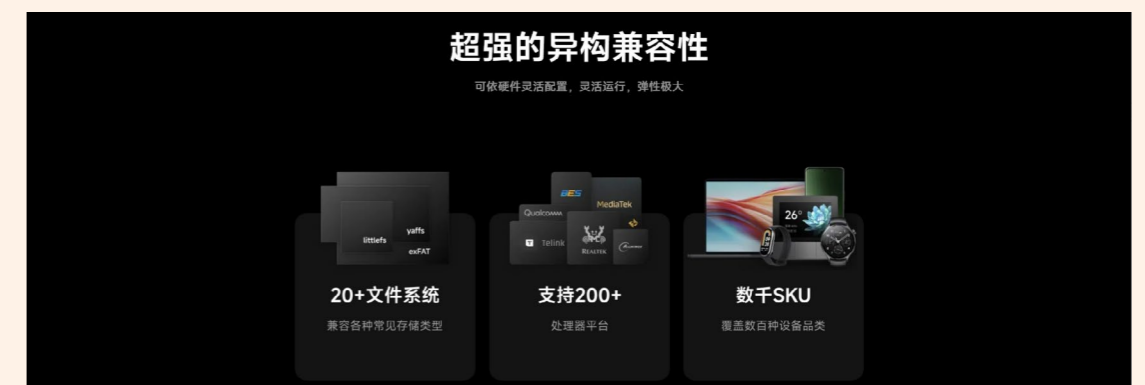 超强的异构兼容性
可依硬件灵活配置，灵活运行，弹性极大
littlefs
yaffs
exFAT
BES
Qualcomm
MediaTek
Telink
REALTEK
26°
20+文件系统
支持200+
数千SKU
兼容各种常见存储类型
处理器平台
覆盖数百种设备品类